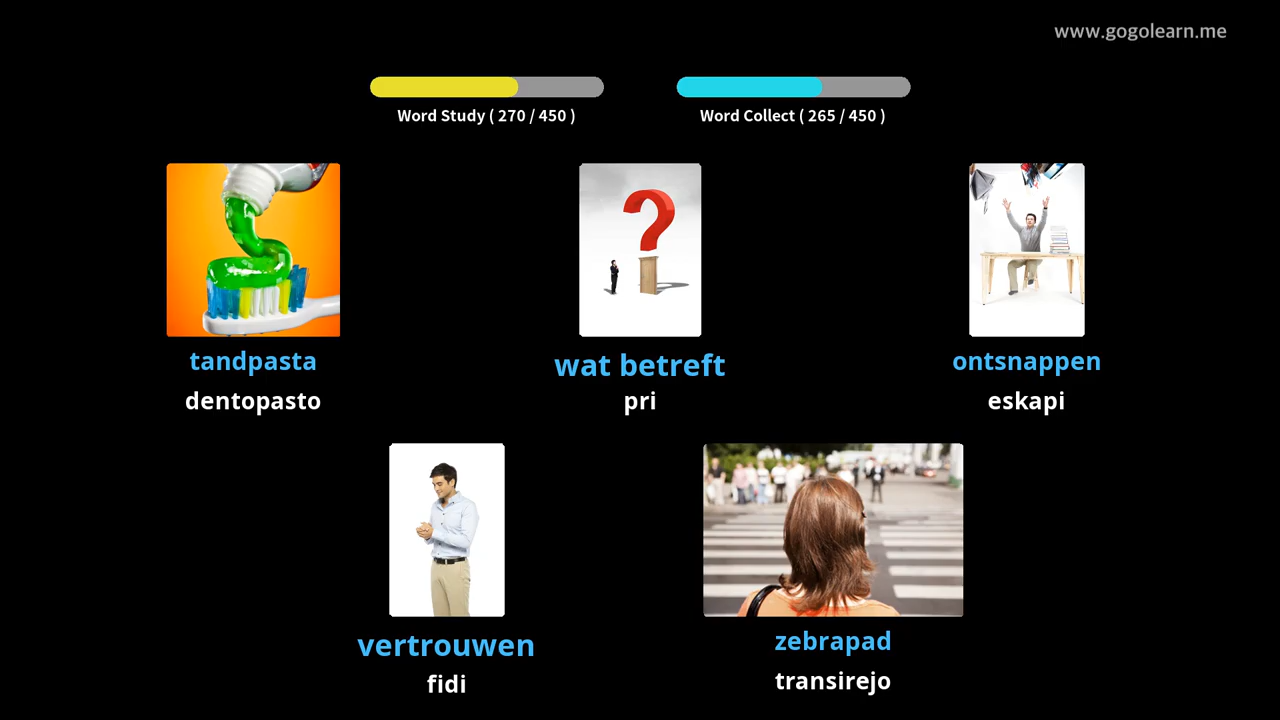 www.gogolearn.me
Word Study ( 270 / 450 )
Word Collect ( 265 / 450 )
tandpasta
dentopasto
wat betreft
pri
ontsnappen
eskapi
vertrouwen
fidi
zebrapad
transirejo